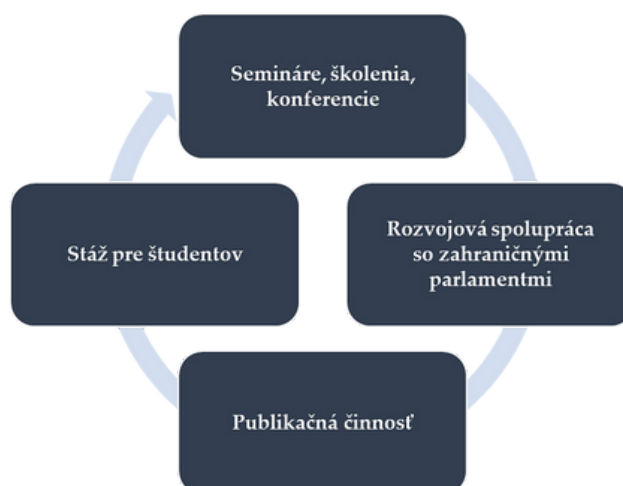 Semináre, školenia,
konferencie
Rozvojová spolupráca
so zahraničnými
parlamentmi
Publikačná činnosť
Stáž pre študentov